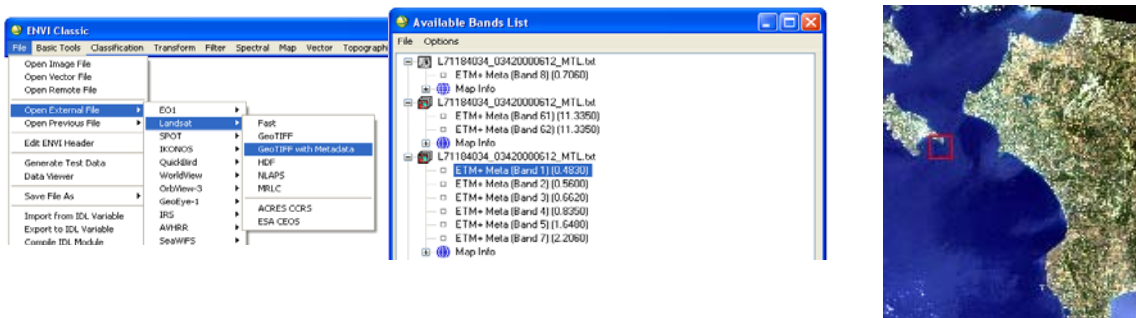 ENVI Classic
File Basic Tools Classification Transform Filter Spectral Map Vector Topographi
Open Image File
Open Vector File
Open Remote File
Open External File
Open Previous File
Edit ENVI Header
Generate Test Data
Data Viewer
Save File As
Import from IDL Variable
Export to IDL Variable
Compile IDL Module
EO1
Landsat
SPOT
IKONOS
QuickBird
WorldView
OrbView-3
GeoEye-1
IRS
AVHRR
SeaWiFS
Fast
GeoTIFF
GeoTIFF with Metadata
HDF
NLAPS
MRLC
ACRES CCRS
ESA CEOS
Available Bands List
File Options
L71184034_03420000612_MTL.txt
ETM+ Meta (Band 8) (0.7060)
Map Info
L71184034_03420000612_MTL.txt
ETM+ Meta (Band 61) (11.3350)
ETM+ Meta (Band 62) (11.3350)
Map Info
L71184034_03420000612_MTL.txt
ETM+ Meta (Band 1) (0.4830)
ETM+ Meta (Band 2) (0.5600)
ETM+ Meta (Band 3) (0.6620)
ETM+ Meta (Band 4) (0.8350)
ETM+ Meta (Band 5) (1.6480)
ETM+ Meta (Band 7) (2.2060)
Map Info